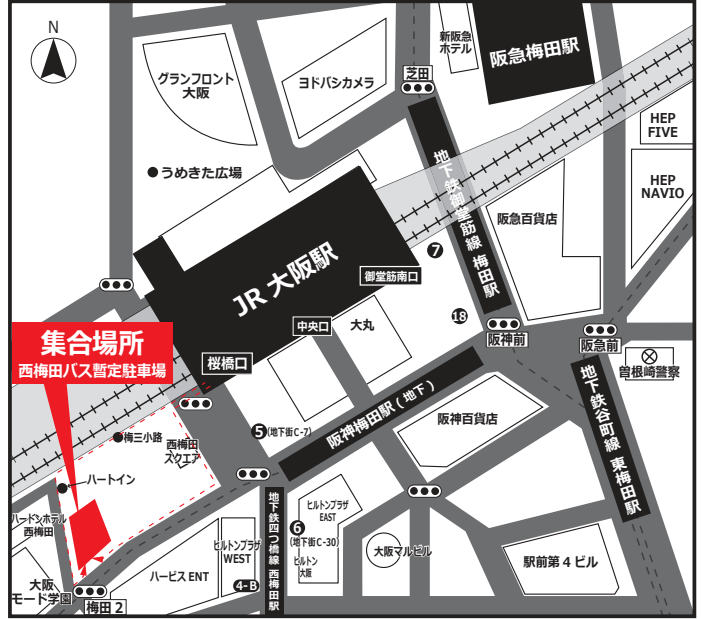 N
グランフロント
大阪
ヨドバシカメラ
新阪急
ホテル
阪急梅田駅
芝田
HEP
FIVE
HEP
NAVIO
うめきた広場
地下鉄御堂筋線 梅田駅
阪急百貨店
JR 大阪駅
7
御堂筋南口
18
中央口
大丸
阪神前
阪急前
曽根崎警察
集合場所
西梅田バス暫定駐車場
桜橋口
阪神梅田駅(地下)
地下鉄谷町線 東梅田駅
5(地下街C-7)
阪神百貨店
梅三小路
西梅田
スクエア
ハートイン
ヒルトンプラザ
EAST
6
(地下街C-30)
ヒルトン
大阪
地下鉄四つ橋線 西梅田駅
ヒルトンプラザ
WEST
4-B
大阪マルビル
駅前第4ビル
西梅田
ハービス ENT
大阪
モード学園
梅田 2